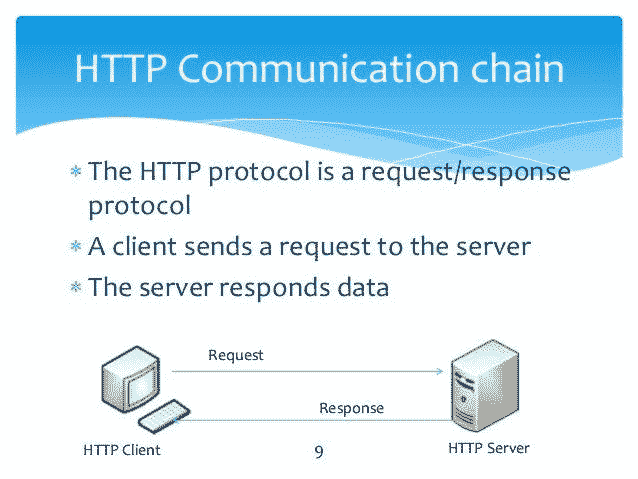 HTTP Communication chain
The HTTP protocol is a request/response
protocol
A client sends a request to the server
The server responds data
Request
Response
HTTP Client
9
HTTP Server